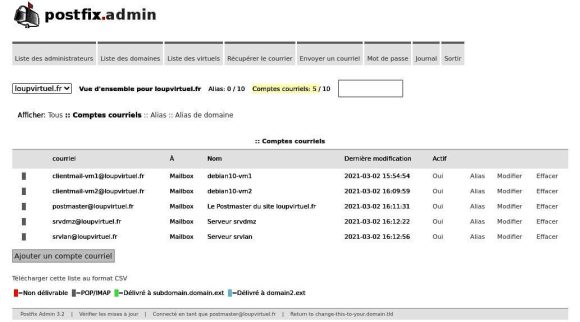 postfix.admin
Liste des administrateurs Liste des domaines Liste des virtuels Récupérer le courrier Envoyer un courriel Mot de passe Journal Sortir
loupvirtuel.fr Vue d'ensemble pour loupvirtuel.fr Alias: 0 / 10 Comptes courriels: 5 / 10
Afficher: Tous :: Comptes courriels :: Alias :: Alias de domaine
:: Comptes courriels
courriel À Nom Dernière modification Actif
clientmail-vm1@loupvirtuel.fr Mailbox debian10-vm1 2021-03-02 15:54:54 Oui Alias Modifier Effacer
clientmail-vm2@loupvirtuel.fr Mailbox debian10-vm2 2021-03-02 16:09:59 Oui Alias Modifier Effacer
postmaster@loupvirtuel.fr Mailbox Le Postmaster du site loupvirtuel.fr 2021-03-02 16:11:31 Oui Alias Modifier Effacer
srvdmz@loupvirtuel.fr Mailbox Serveur srvdmz 2021-03-02 16:12:22 Oui Alias Modifier Effacer
srvlan@loupvirtuel.fr Mailbox Serveur srvlan 2021-03-02 16:12:56 Oui Alias Modifier Effacer
Ajouter un compte courriel
Télécharger cette liste au format CSV
=Non délivrable =POP/IMAP =Délivré à subdomain.domain.ext =Délivré à domain2.ext
Postfix Admin 3.2 | Vérifier les mises à jour | Connecté en tant que postmaster@loupvirtuel.fr | Return to change-this-to-your.domain.tld